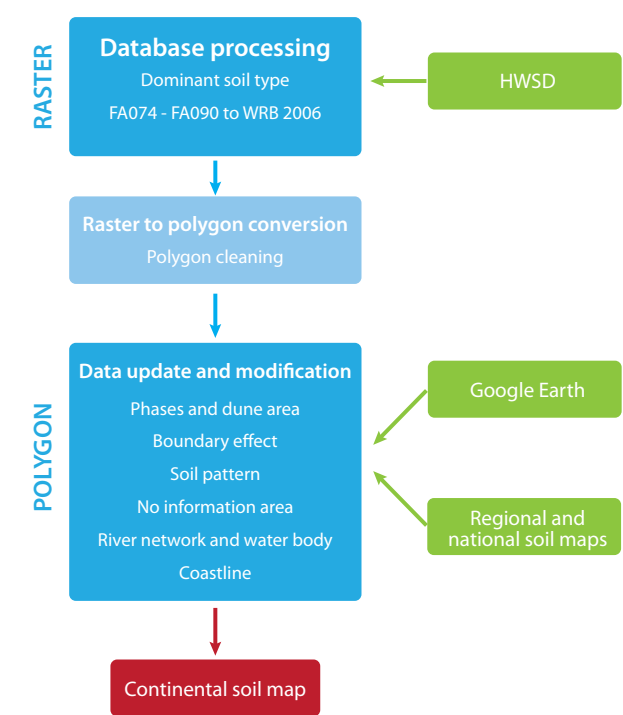 RASTER
Database processing
Dominant soil type
FA074 - FA090 to WRB 2006
HWSD
Raster to polygon conversion
Polygon cleaning
POLYGON
Data update and modification
Phases and dune area
Boundary effect
Soil pattern
No information area
River network and water body
Coastline
Google Earth
Regional and
national soil maps
Continental soil map